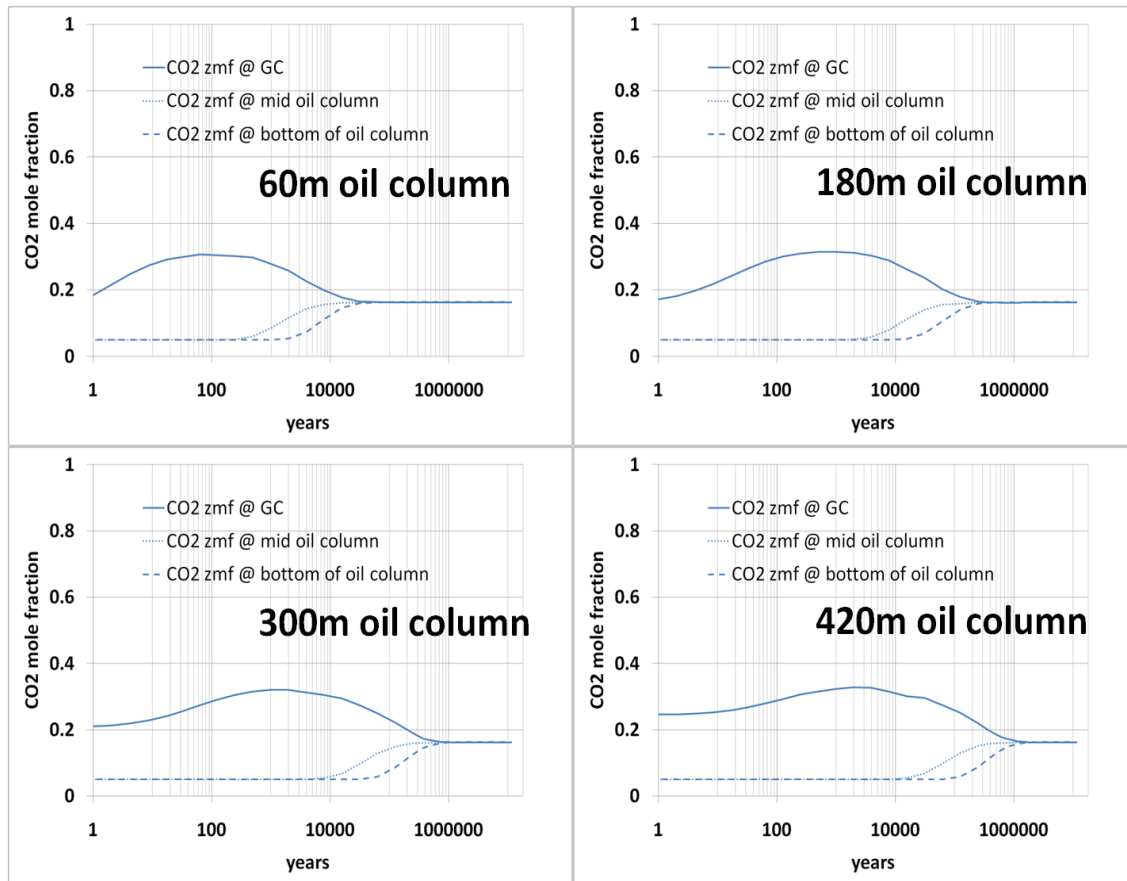 1
CO2 zmf @ GC
0.8
CO2 zmf @ mid oil column
CO2 zmf @ bottom of oil column
0.6
60m oil column
0.4
0.2
0
CO2 mole fraction
1
100
10000
1000000
years
1
CO2 zmf @ GC
0.8
CO2 zmf @ mid oil column
CO2 zmf @ bottom of oil column
0.6
180m oil column
0.4
0.2
0
CO2 mole fraction
1
100
10000
1000000
years
1
CO2 zmf @ GC
0.8
CO2 zmf @ mid oil column
CO2 zmf @ bottom of oil column
0.6
300m oil column
0.4
0.2
0
CO2 mole fraction
1
100
10000
1000000
years
1
CO2 zmf @ GC
0.8
CO2 zmf @ mid oil column
CO2 zmf @ bottom of oil column
0.6
420m oil column
0.4
0.2
0
CO2 mole fraction
1
100
10000
1000000
years